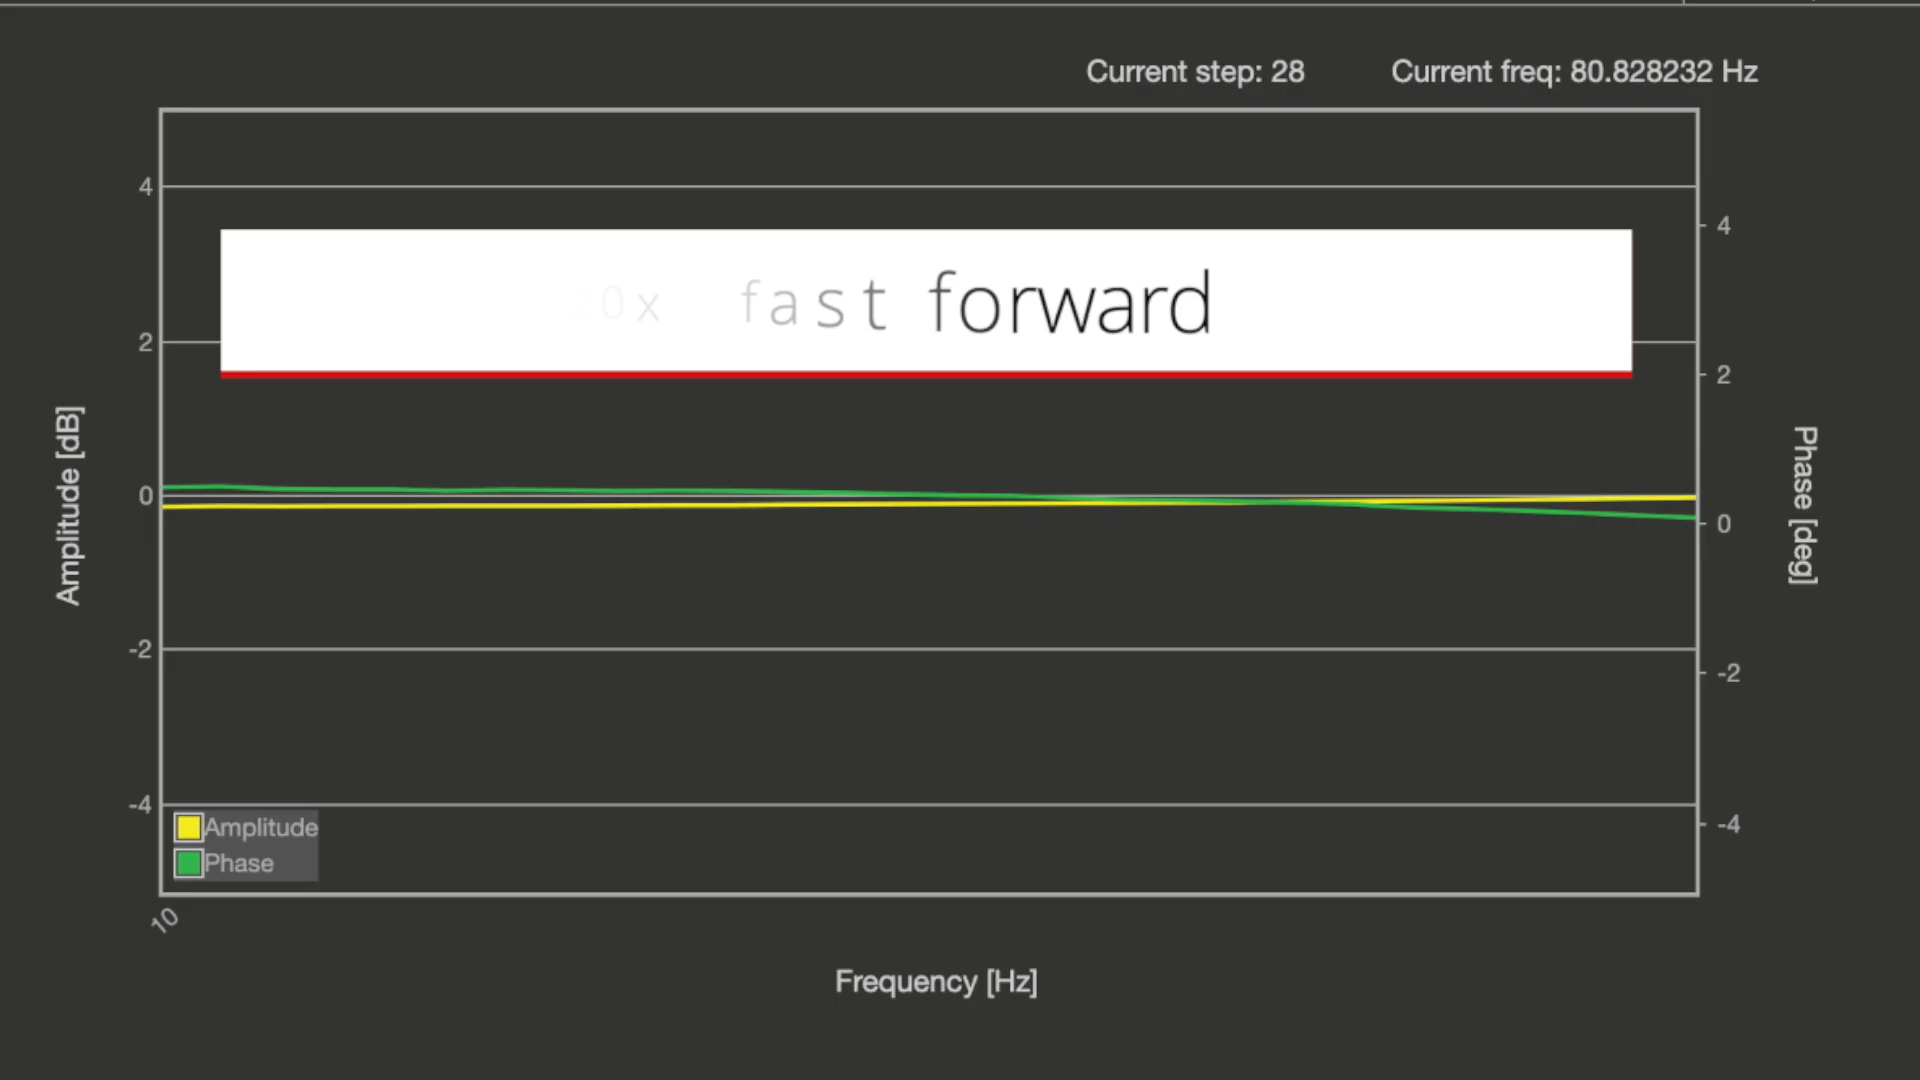 Current step: 28 Current freq: 80.828232 Hz
4
4
20x fast forward
2
2
Amplitude [dB]
Phase [deg]
0
0
-2
-2
-4
-4
Amplitude
Phase
10
Frequency [Hz]